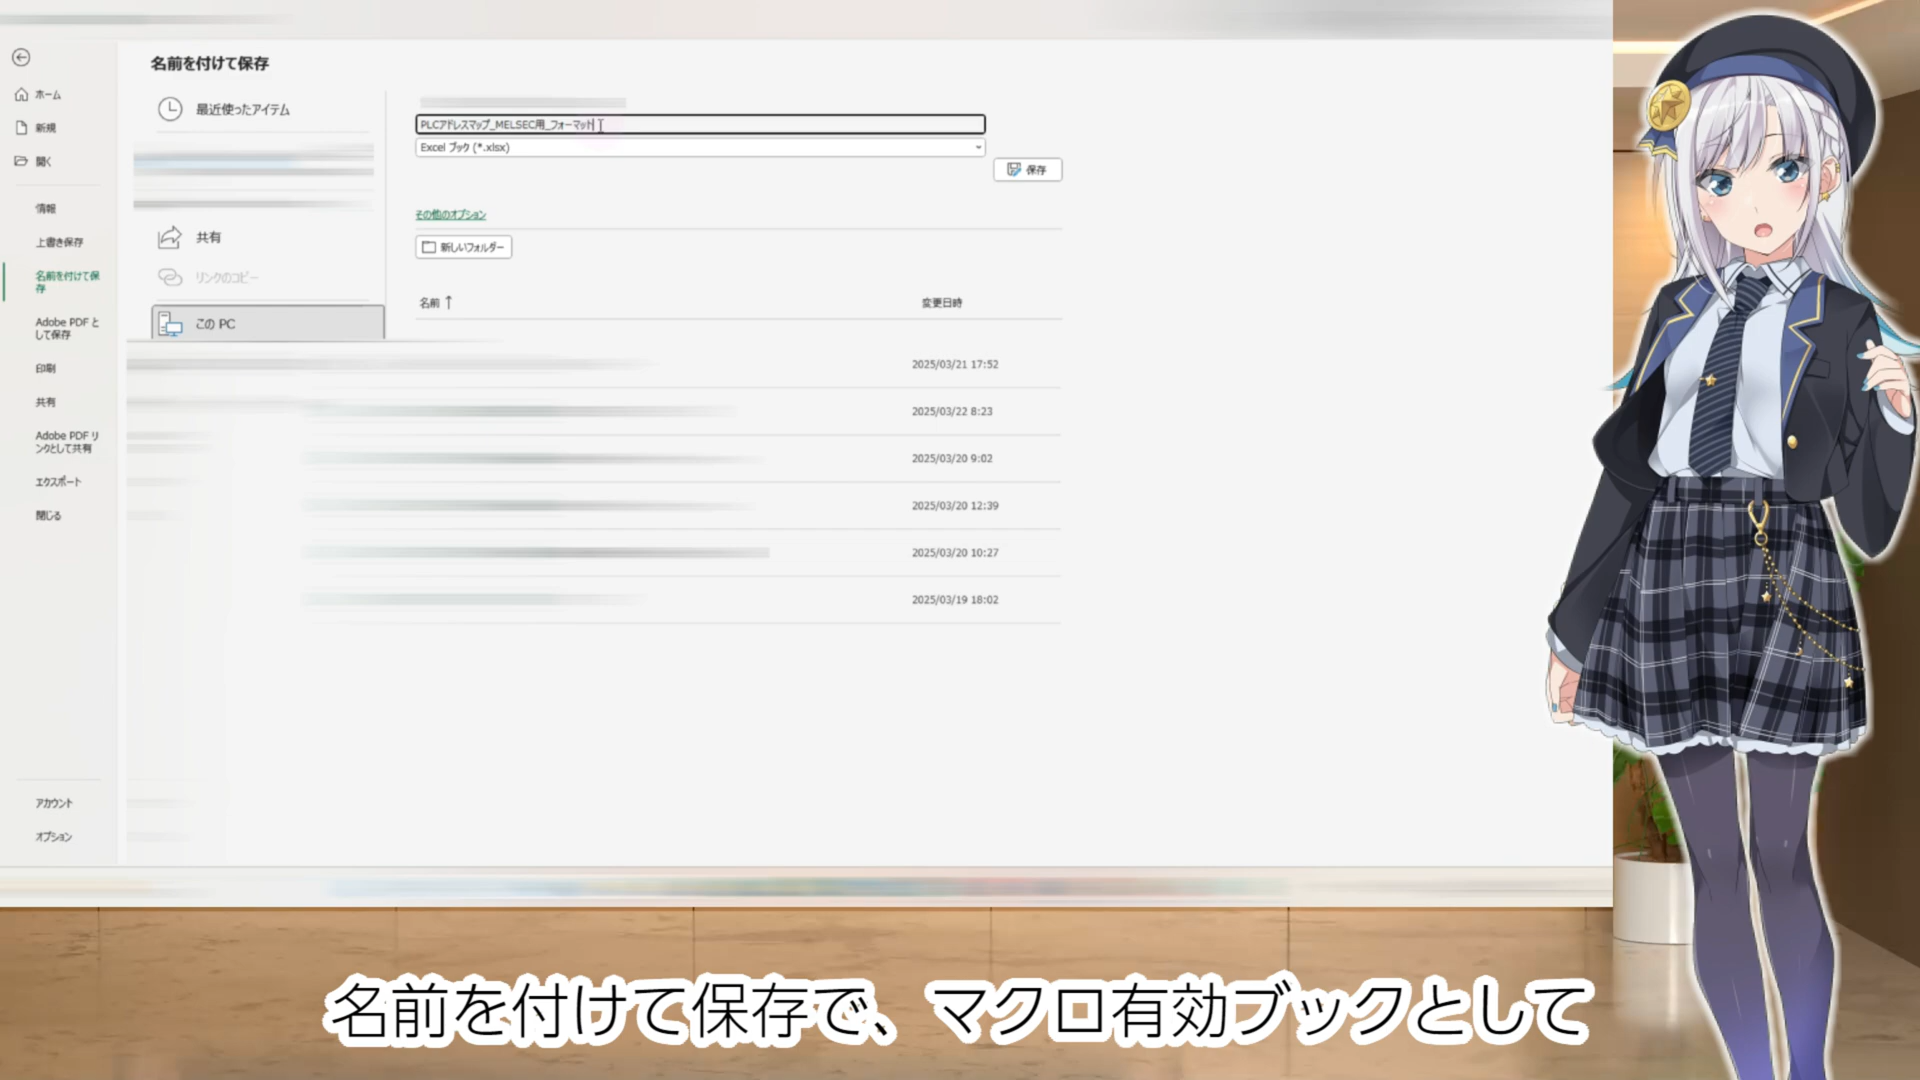 名前を付けて保存
ホーム
新規
開く
情報
上書き保存
名前を付けて保
存
Adobe PDF と
して保存
印刷
共有
Adobe PDF リ
ンクとして共有
エクスポート
閉じる
アカウント
オプション
最近使ったアイテム
共有
リンクのコピー
この PC
PLCアドレスマップ_MELSEC用_フォーマット
Excel ブック (*.xlsx)
保存
その他のオプション
新しいフォルダー
名前 ↑ 変更日時
2025/03/21 17:52
2025/03/22 8:23
2025/03/20 9:02
2025/03/20 12:39
2025/03/20 10:27
2025/03/19 18:02
名前を付けて保存で、マクロ有効ブックとして